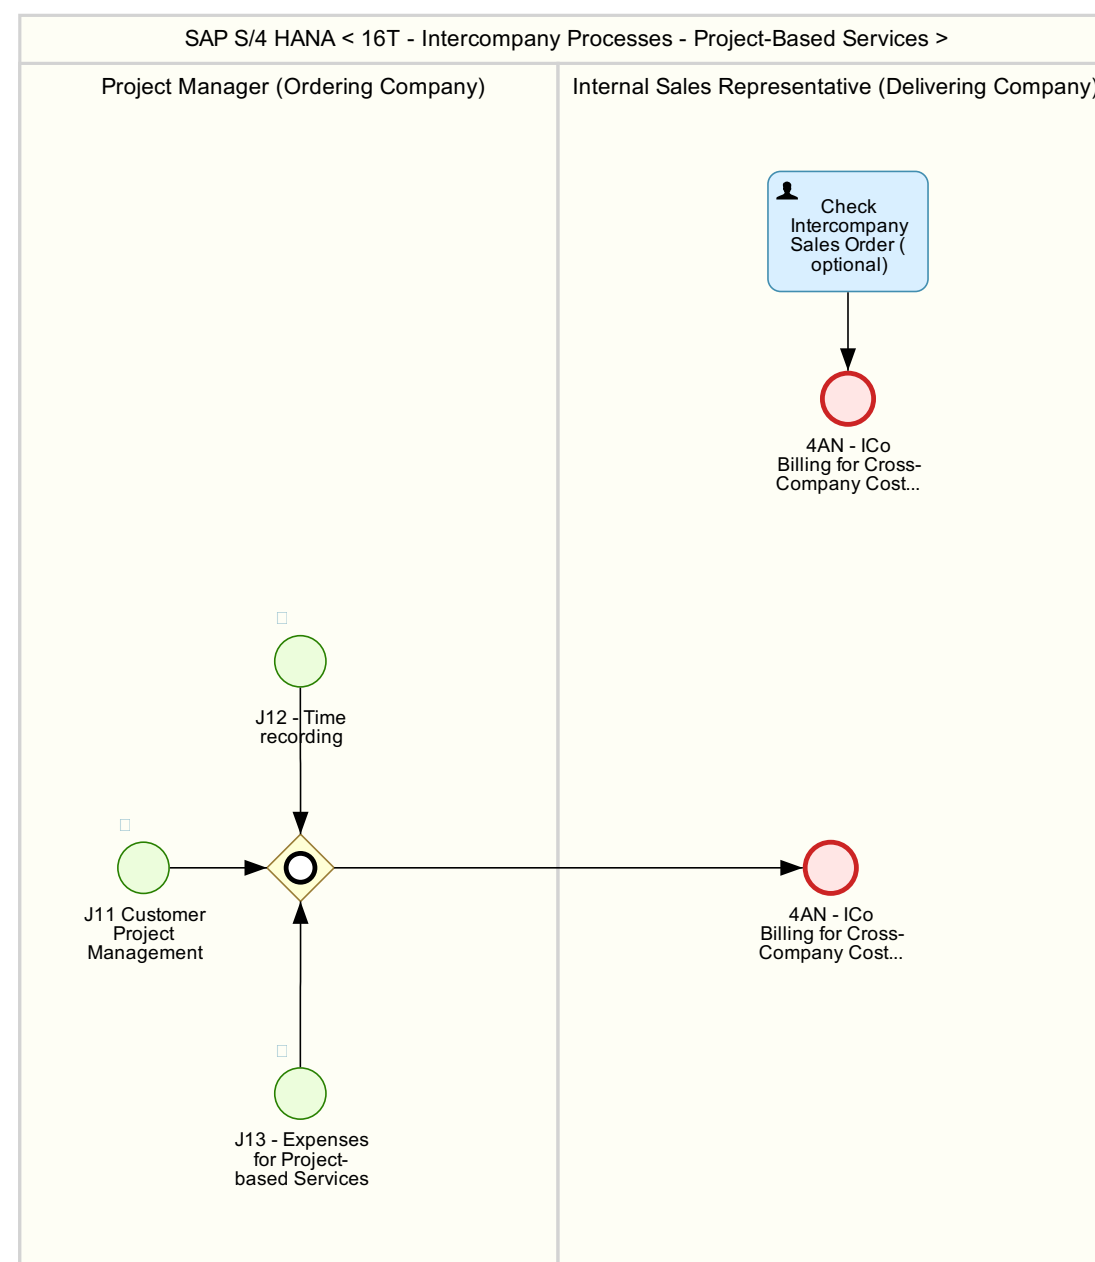 SAP S/4 HANA < 16T - Intercompany Processes - Project-Based Services >
Project Manager (Ordering Company)
Internal Sales Representative (Delivering Company)
Check
Intercompany
Sales Order (
optional)
4AN - ICo
Billing for Cross-
Company Cost...
J12 - Time
recording
J11 Customer
Project
Management
4AN - ICo
Billing for Cross-
Company Cost...
J13 - Expenses
for Project-
based Services